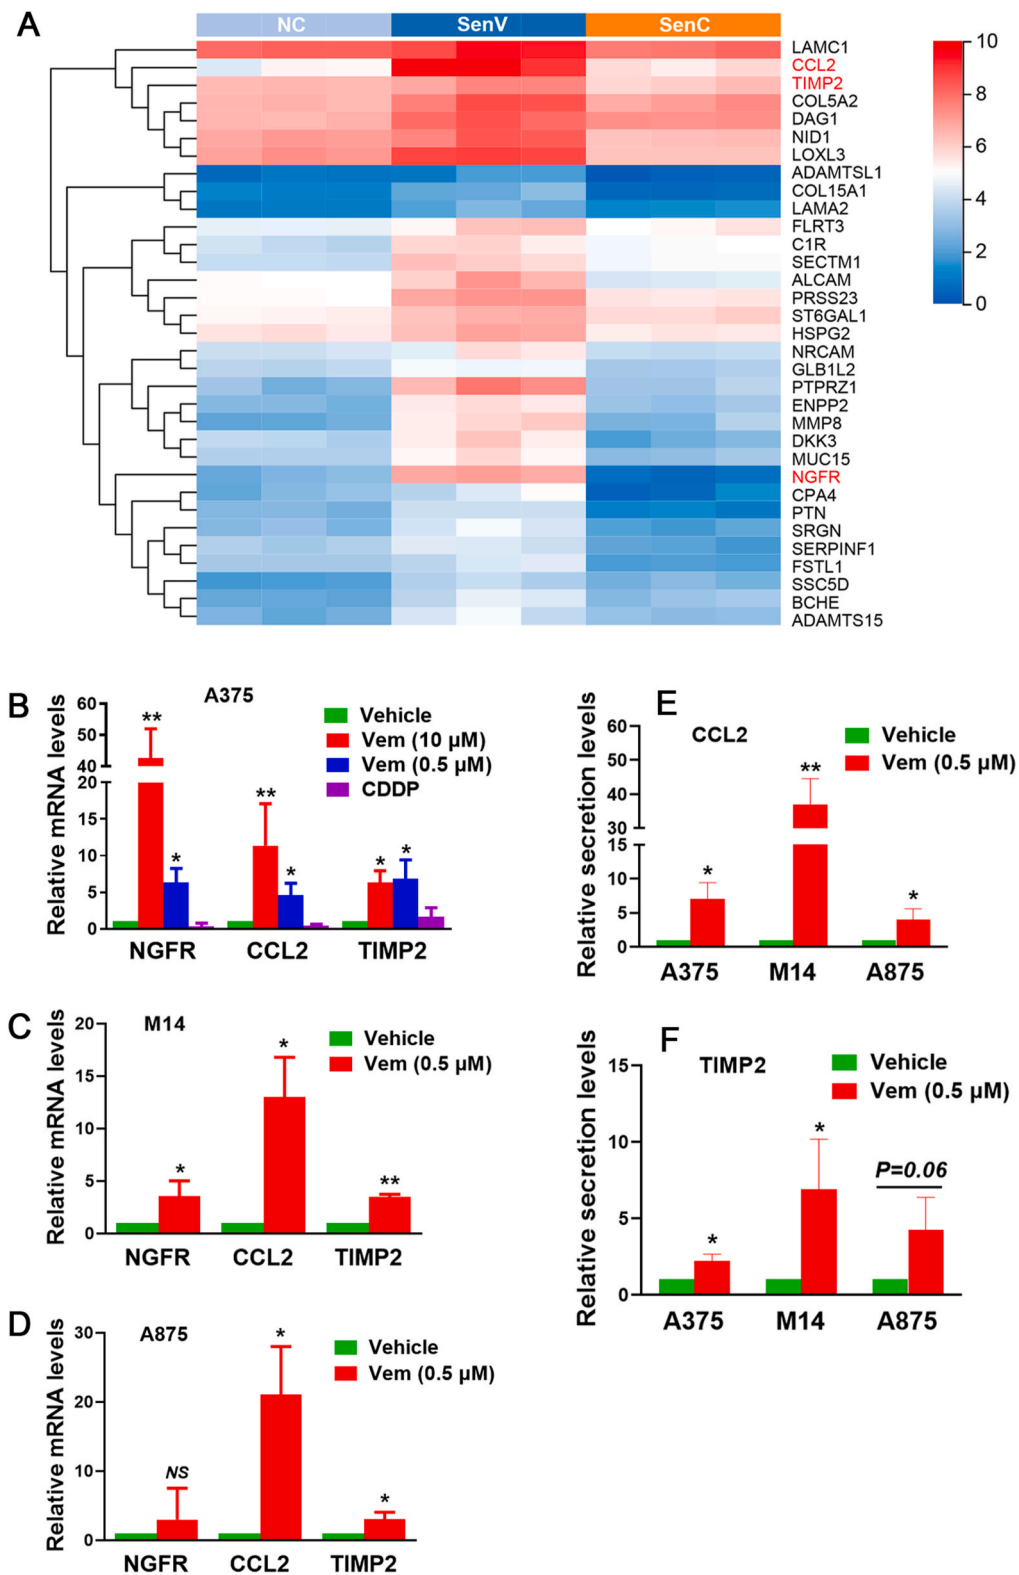 A
NC SenV SenC
LAMC1
CCL2
TIMP2
COL5A2
DAG1
NID1
LOXL3
ADAMTSL1
COL15A1
LAMA2
FLRT3
C1R
SECTM1
ALCAM
PRSS23
ST6GAL1
HSPG2
NRCAM
GLB1L2
PTPRZ1
ENPP2
MMP8
DKK3
MUC15
NGFR
CPA4
PTN
SRGN
SERPINF1
FSTL1
SSC5D
BCHE
ADAMTS15
10
8
6
4
2
0
B
A375
Relative mRNA levels
60
50
40
20
15
10
5
0
Vehicle
Vem (10 µM)
Vem (0.5 µM)
CDDP
** * ** * * *
NGFR CCL2 TIMP2
C
M14
Relative mRNA levels
20
15
10
5
0
Vehicle
Vem (0.5 µM)
* * **
NGFR CCL2 TIMP2
D
A875
Relative mRNA levels
30
20
10
0
Vehicle
Vem (0.5 µM)
NS * *
NGFR CCL2 TIMP2
E
CCL2
Relative secretion levels
60
50
40
30
15
10
5
0
Vehicle
Vem (0.5 µM)
* ** *
A375 M14 A875
F
TIMP2
Relative secretion levels
15
10
5
0
Vehicle
Vem (0.5 µM)
* * P=0.06
A375 M14 A875